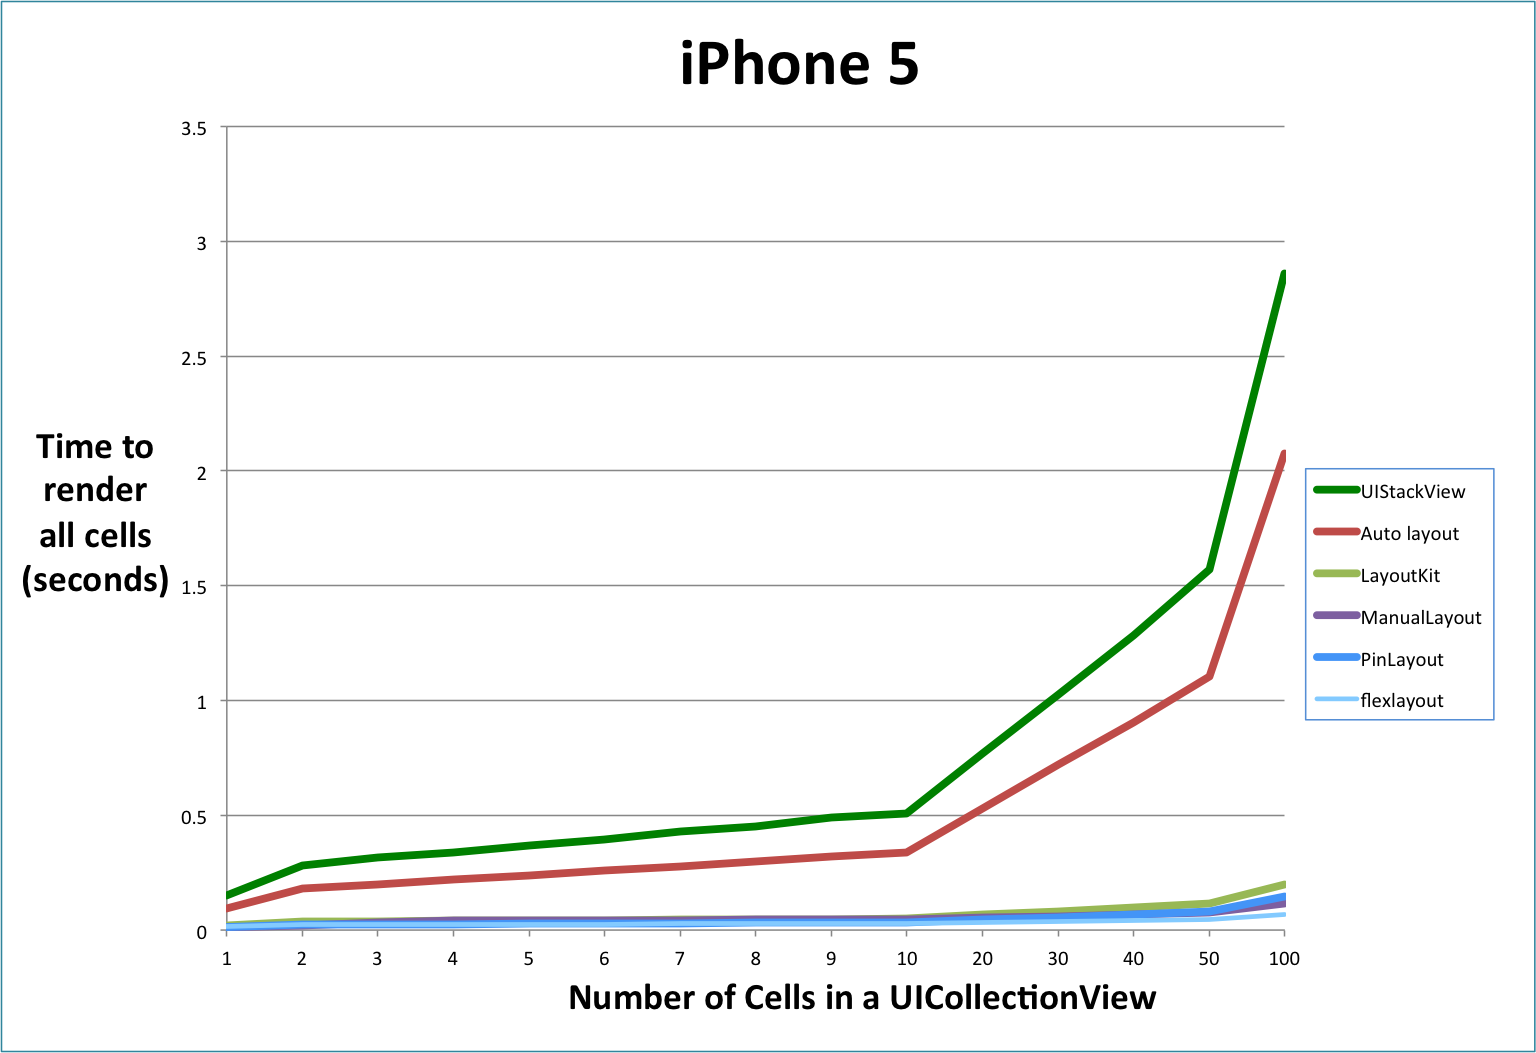 iPhone 5
3.5
3
2.5
2
1.5
1
0.5
0
Time to
render
all cells
(seconds)
1 2 3 4 5 6 7 8 9 10 20 30 40 50 100
Number of Cells in a UICollectionView
UIStackView
Auto layout
LayoutKit
ManualLayout
PinLayout
flexlayout